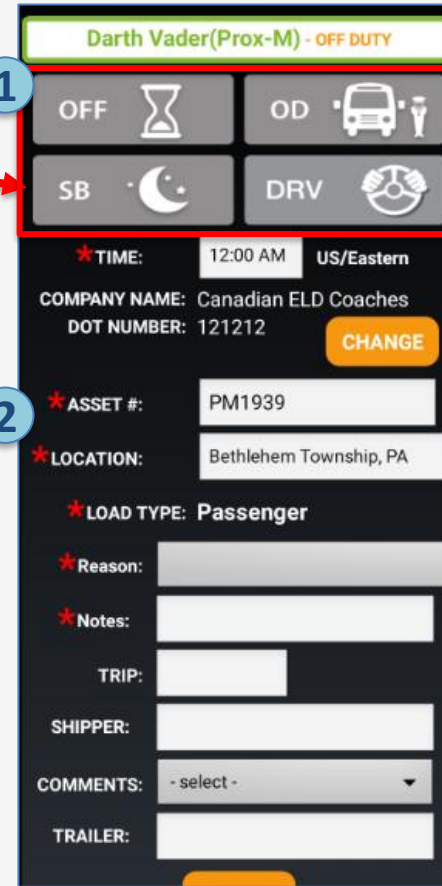 Darth Vader(Prox-M) - OFF DUTY
1
OFF OD
SB DRV
*TIME: 12:00 AM US/Eastern
COMPANY NAME: Canadian ELD Coaches
DOT NUMBER: 121212
CHANGE
2
*ASSET #: PM1939
*LOCATION: Bethlehem Township, PA
*LOAD TYPE: Passenger
*Reason:
*Notes:
TRIP:
SHIPPER:
COMMENTS: - select -
TRAILER: